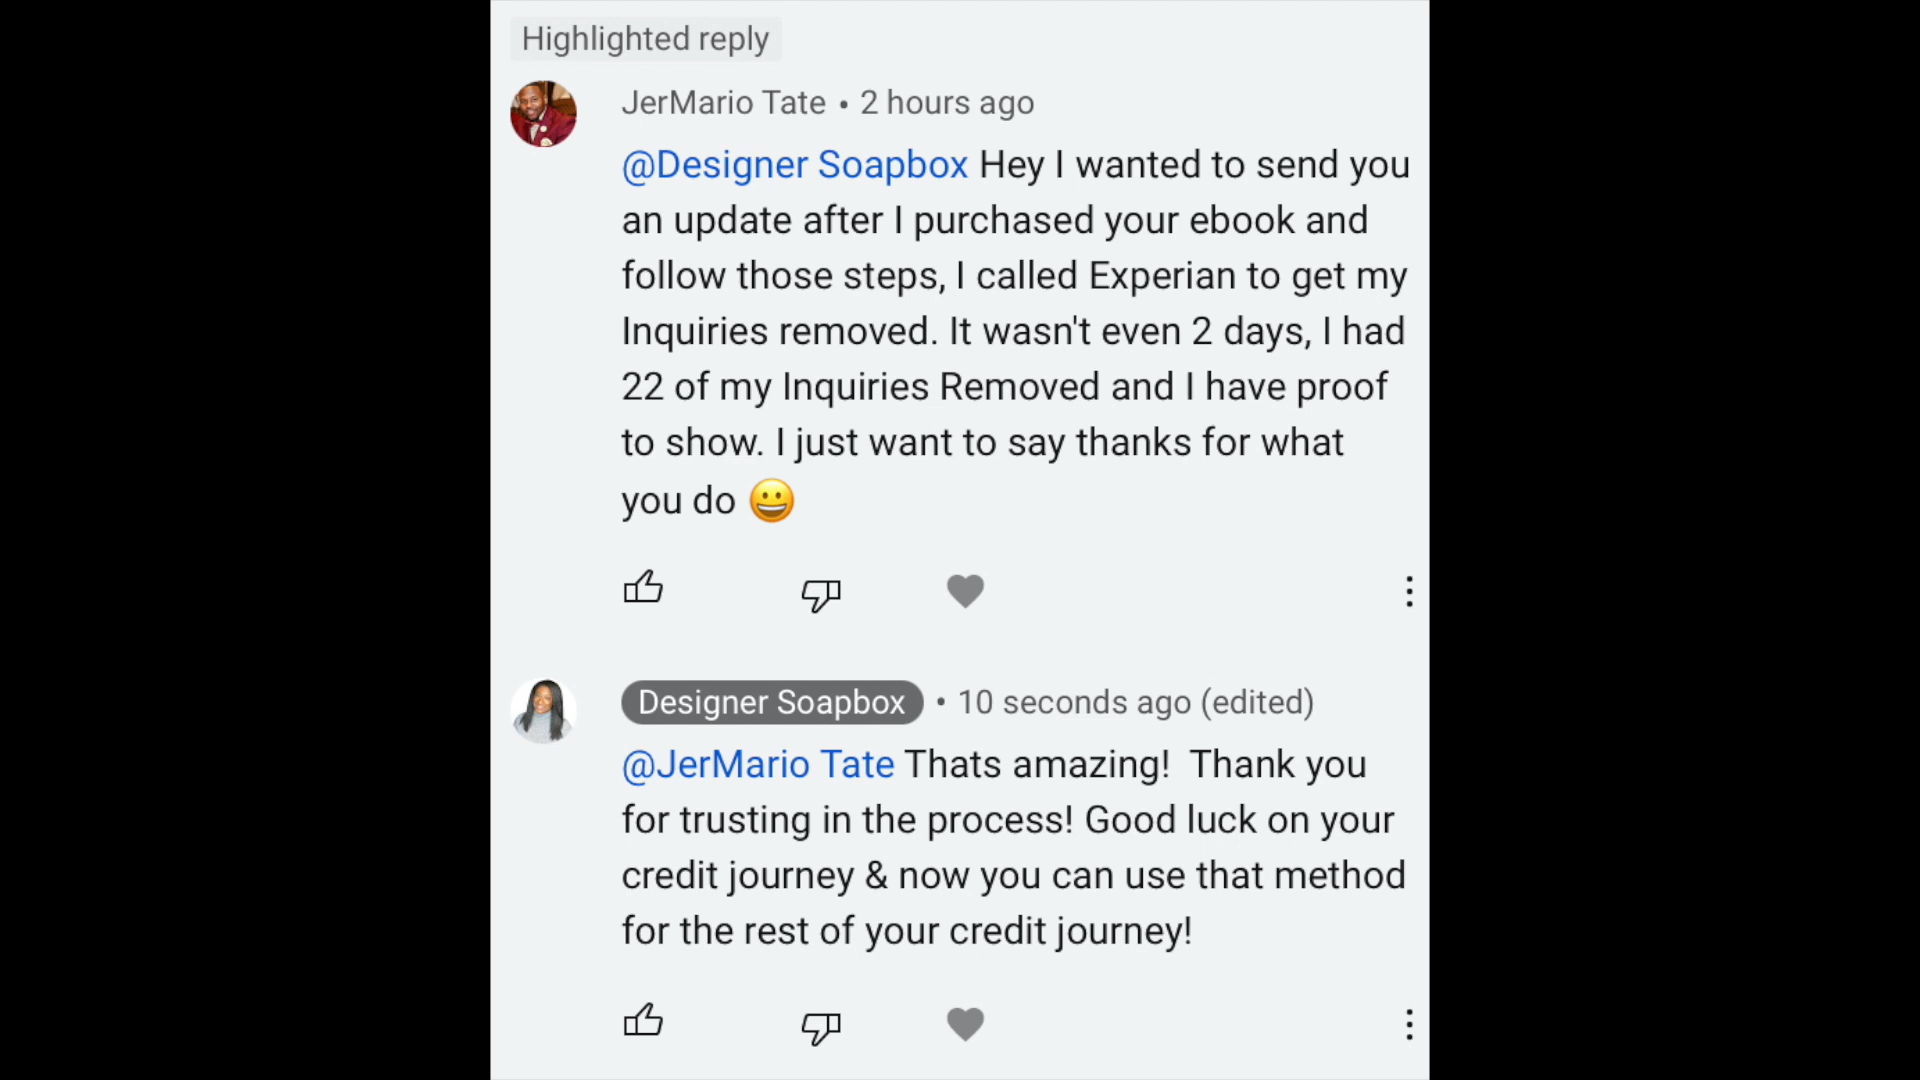 Highlighted reply
JerMario Tate • 2 hours ago
@Designer Soapbox Hey I wanted to send you
an update after I purchased your ebook and
follow those steps, I called Experian to get my
Inquiries removed. It wasn't even 2 days, I had
22 of my Inquiries Removed and I have proof
to show. I just want to say thanks for what
you do 😀
Designer Soapbox • 10 seconds ago (edited)
@JerMario Tate Thats amazing!  Thank you
for trusting in the process! Good luck on your
credit journey & now you can use that method
for the rest of your credit journey!